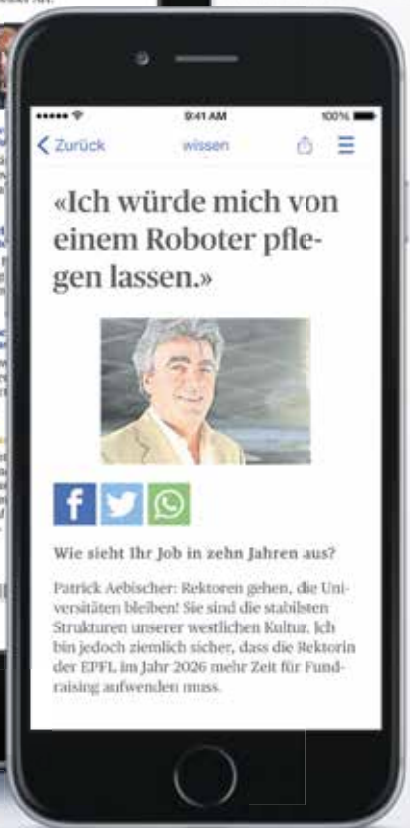 9:41 AM
100%
Zurück
wissen
«Ich würde mich von
einem Roboter pfle-
gen lassen.»
f
Wie sieht Ihr Job in zehn Jahren aus?
Patrick Aebischer: Rektoren gehen, die Uni-
versitäten bleiben! Sie sind die stabilsten
Strukturen unserer westlichen Kultur. Ich
bin jedoch ziemlich sicher, dass die Rektorin
der EPFL im Jahr 2026 mehr Zeit für Fund-
raising aufwenden muss.